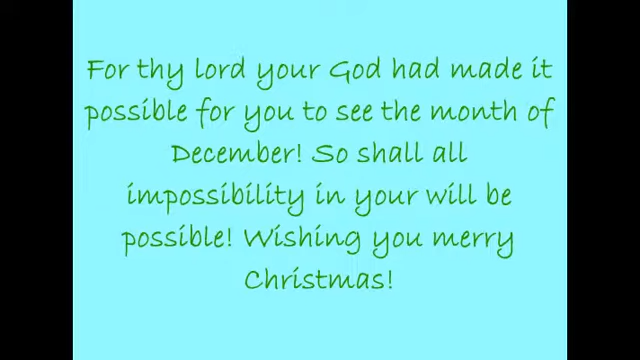 For thy lord your God had made it
possible for you to see the month of
December! So shall all
impossibility in your will be
possible! Wishing you merry
Christmas!